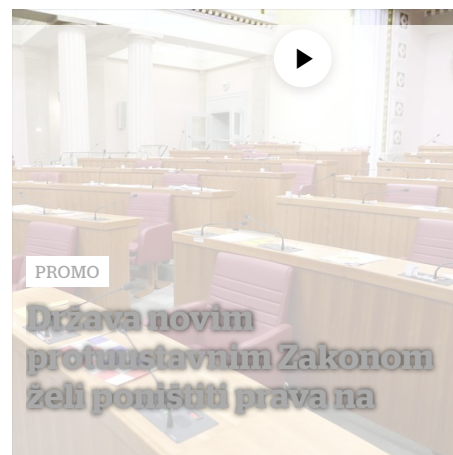 PROMO
Država novim
protuustavnim Zakonom
želi poništiti prava na